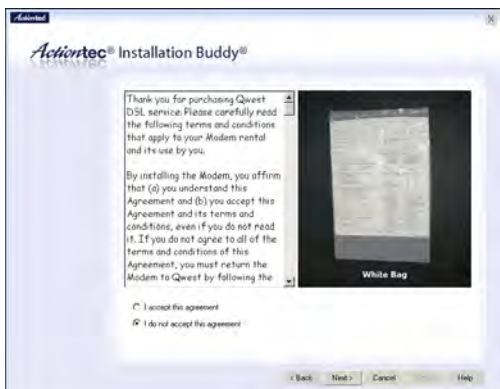 Actiontec
Actiontec® Installation Buddy®
Thank you for purchasing Qwest
DSL service. Please carefully read
the following terms and conditions
that apply to your Modem rental
and its use by you.
By installing the Modem, you affirm
that (a) you understand this
Agreement and (b) you accept this
Agreement and its terms and
conditions, even if you do not read
it. If you do not agree to all of the
terms and conditions of this
Agreement, you must return the
Modem to Qwest by following the
White Bag
I accept this agreement
I do not accept this agreement
< Back Next > Cancel Help